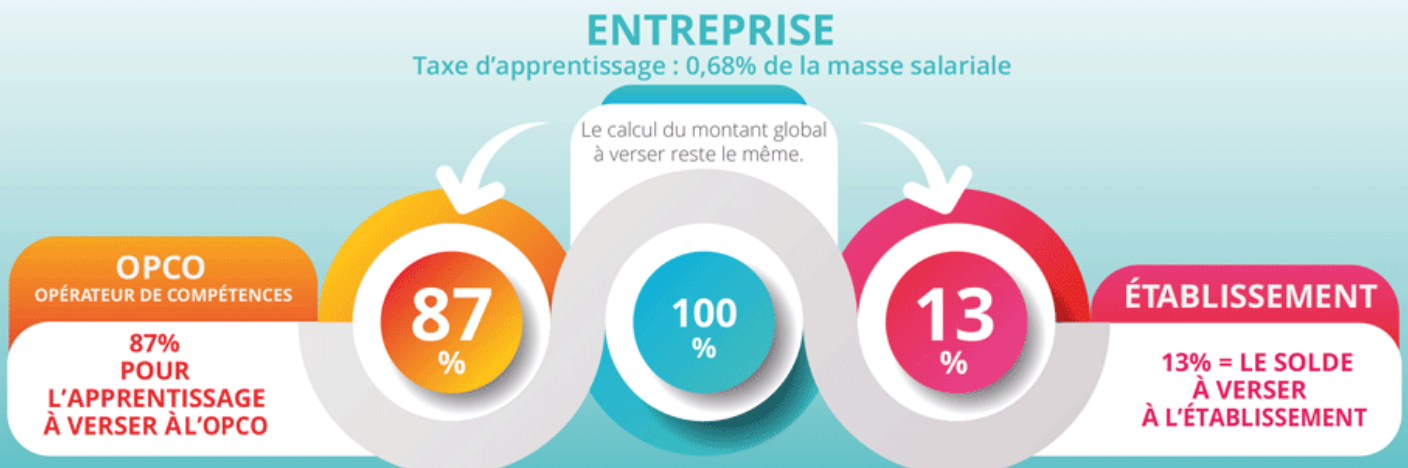 ENTREPRISE
Taxe d'apprentissage : 0,68% de la masse salariale
Le calcul du montant global
à verser reste le même.
OPCO
OPÉRATEUR DE COMPÉTENCES
87%
POUR
L'APPRENTISSAGE
À VERSER ÀL'OPCO
87
%
100
%
13
%
ÉTABLISSEMENT
13% = LE SOLDE
À VERSER
À L'ÉTABLISSEMENT